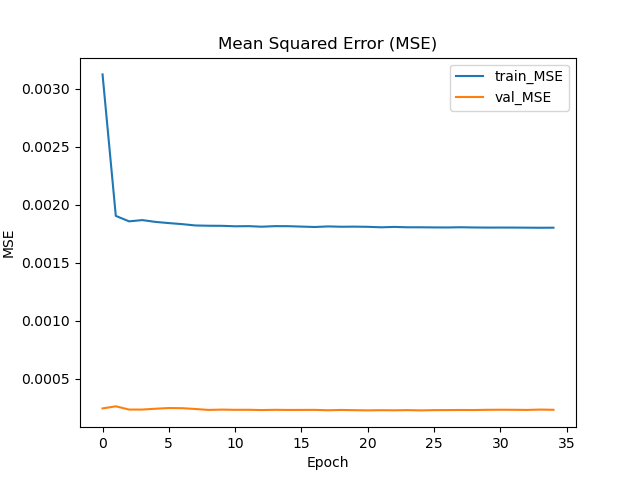 Mean Squared Error (MSE)
train_MSE
val_MSE
0.0030
0.0025
0.0020
0.0015
0.0010
0.0005
MSE
0 5 10 15 20 25 30 35
Epoch